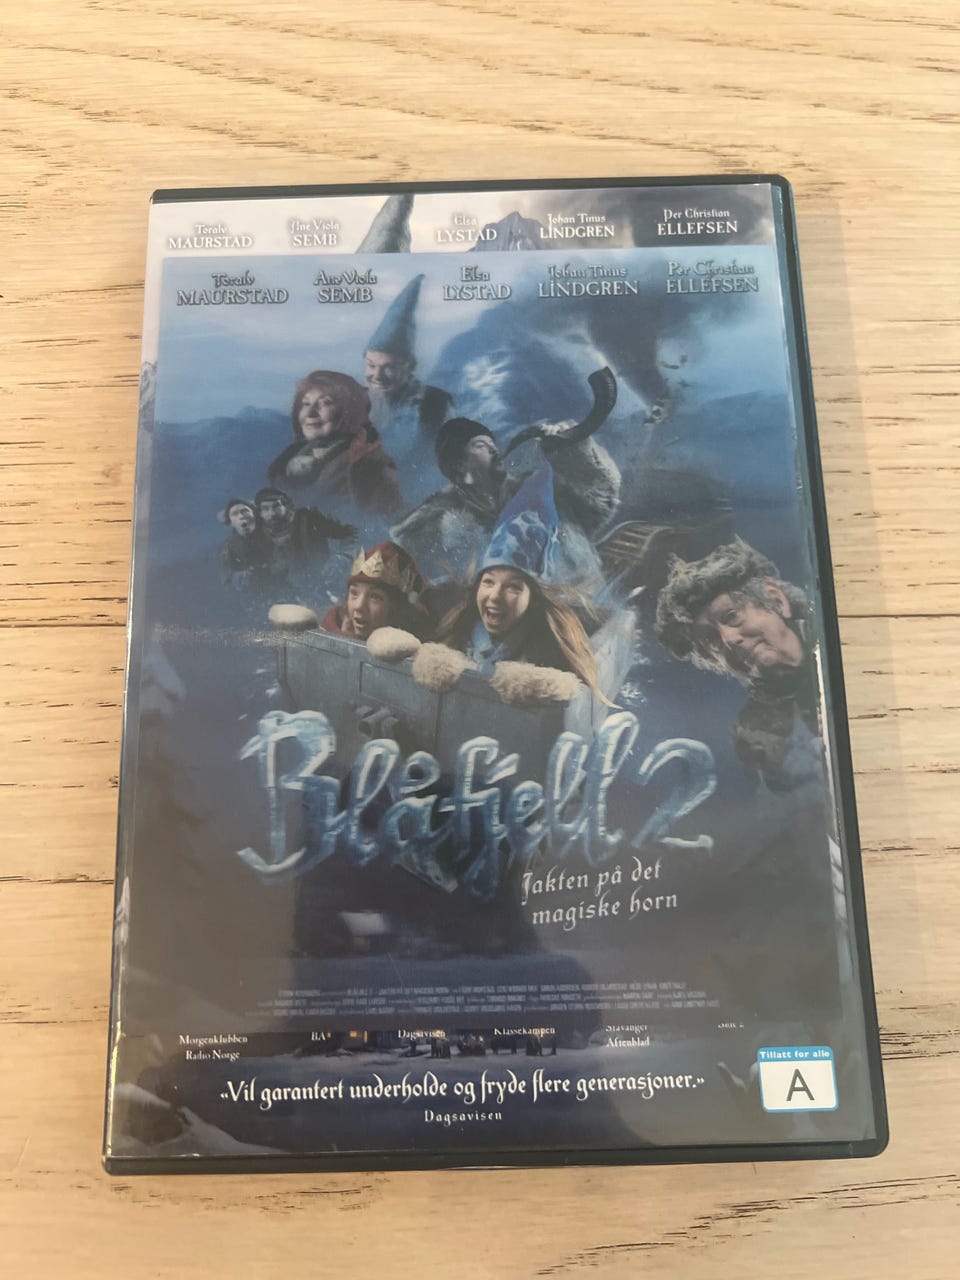 Toralv
MAURSTAD
Ane Viola
SEMB
Elsa
LYSTAD
Johan Tinus
LINDGREN
Per Christian
ELLEFSEN
Toralv
MAURSTAD
Ane Viola
SEMB
Elsa
LYSTAD
Johan Tinus
LINDGREN
Per Christian
ELLEFSEN
Blåfjell 2
Jakten på det
magiske horn
Morgenklubben
Radio Norge
BA
Dagsavisen
Klassekampen
Stavanger
Aftenblad
«Vil garantert underholde og fryde flere generasjoner.»
Dagsavisen
Tillatt for alle
A